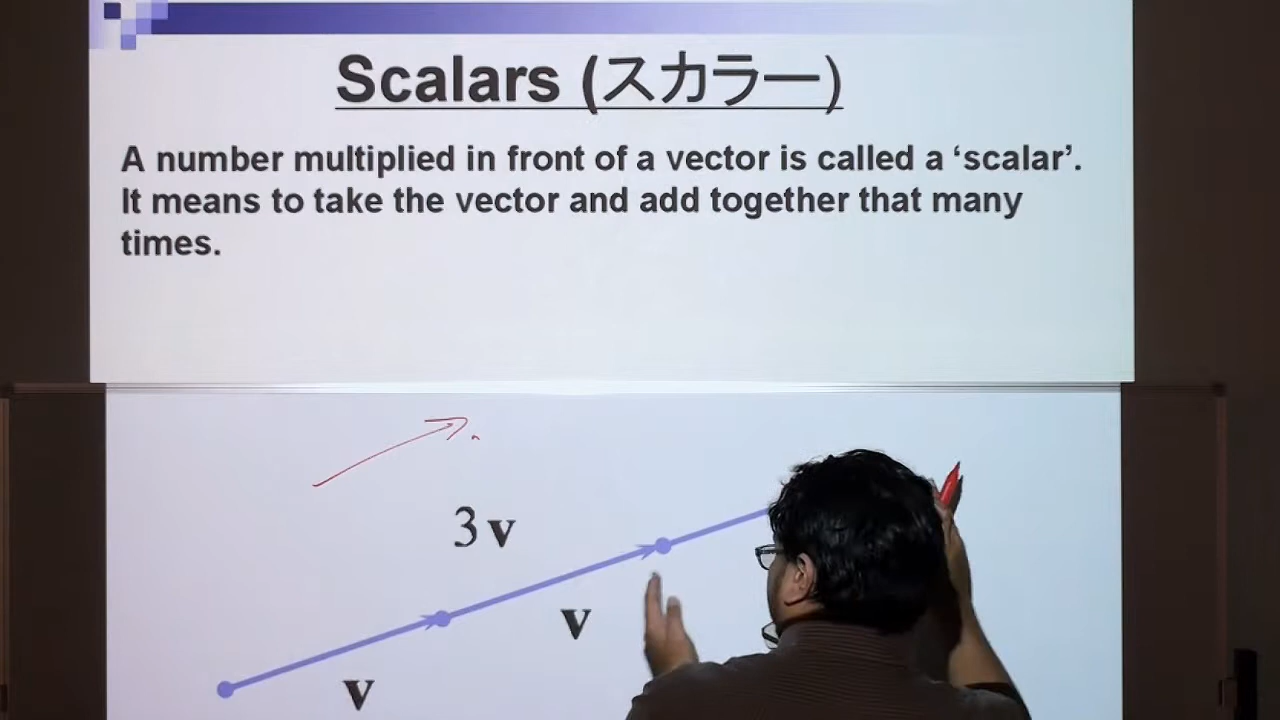 Scalars (スカラー)
A number multiplied in front of a vector is called a ‘scalar’.
It means to take the vector and add together that many
times.
3v
v
v